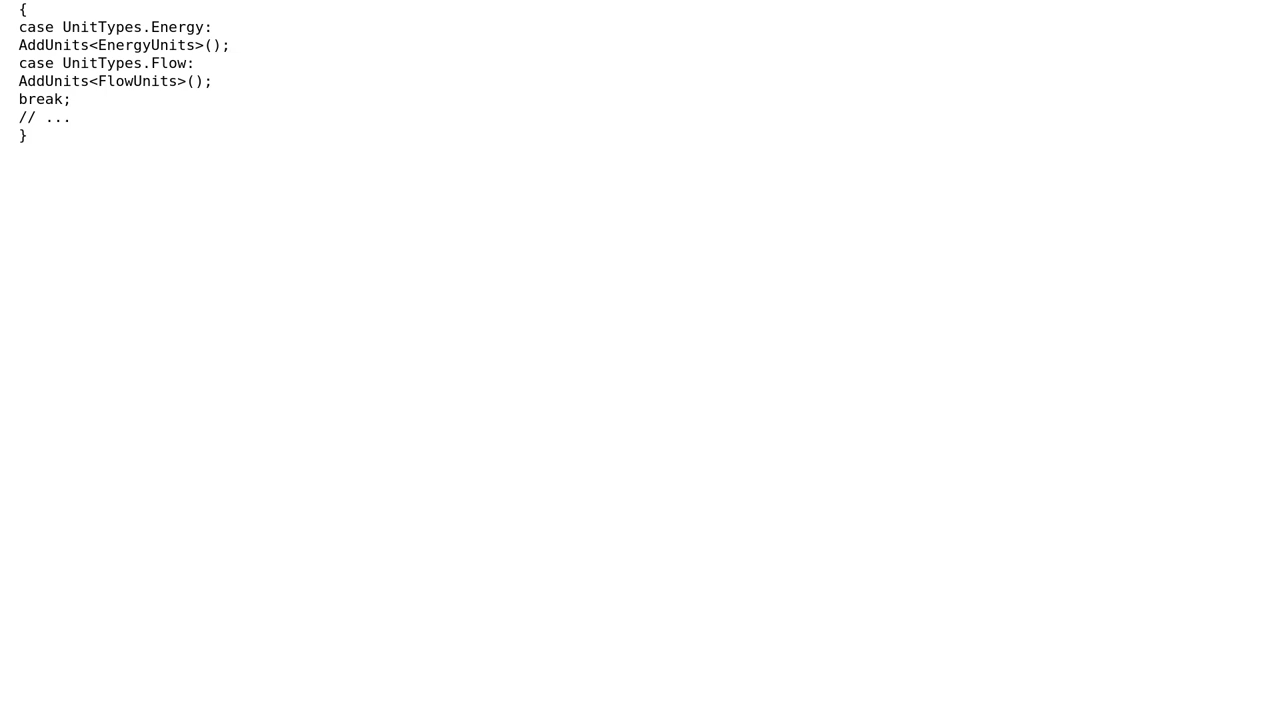 {
case UnitTypes.Energy:
AddUnits<EnergyUnits>();
case UnitTypes.Flow:
AddUnits<FlowUnits>();
break;
// ...
}